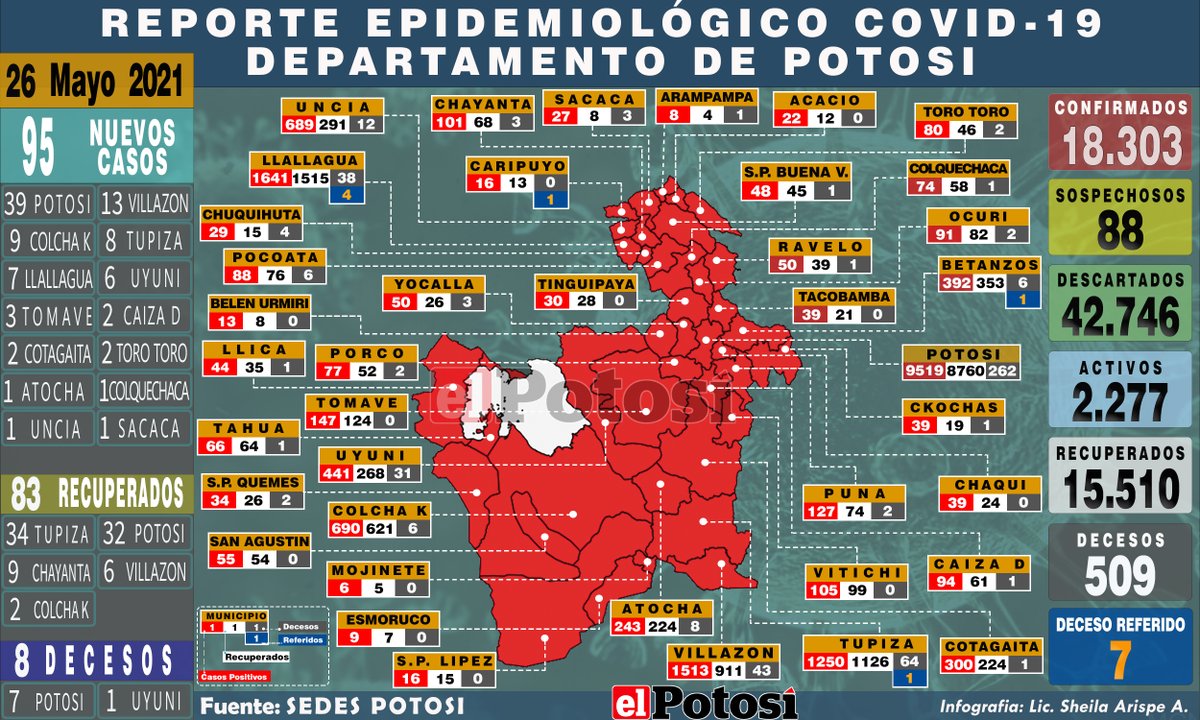 REPORTE EPIDEMIOLÓGICO COVID-19
DEPARTAMENTO DE POTOSI
26 Mayo 2021
95 NUEVOS CASOS
39 POTOSI 13 VILLAZON
9 COLCHA K 8 TUPIZA
7 LLALLAGUA 6 UYUNI
3 TOMAVE 2 CAIZA D
2 COTAGAITA 2 TORO TORO
1 ATOCHA 1 COLQUECHACA
1 UNCIA 1 SACACA
83 RECUPERADOS
34 TUPIZA 32 POTOSI
9 CHAYANTA 6 VILLAZON
2 COLCHA K
8 DECESOS
7 POTOSI 1 UYUNI
UNCIA
689 291 12
CHAYANTA
101 68 3
SACACA
27 8 3
ARAMPAMPA
8 4 1
ACACIO
22 12 0
TORO TORO
80 46 2
LLALLAGUA
1641 1515 38
4
CARIPUYO
16 13 0
1
S.P. BUENA V.
48 45 1
COLQUECHACA
74 58 1
CHUQUIHUTA
29 15 4
OCURI
91 82 2
POCOATA
88 76 6
RAVELO
50 39 1
YOCALLA
50 26 3
TINGUIPAYA
30 28 0
BETANZOS
392 353 6
1
BELEN URMIRI
13 8 0
TACOBAMBA
39 21 0
LLICA
44 35 1
PORCO
77 52 2
POTOSI
9519 8760 262
TOMAVE
147 124 0
CKOCHAS
39 19 1
TAHUA
66 64 1
UYUNI
441 268 31
S.P. QUEMES
34 26 2
PUNA
127 74 2
CHAQUI
39 24 0
COLCHA K
690 621 6
SAN AGUSTIN
55 54 0
MOJINETE
6 5 0
VITICHI
105 99 0
CAIZA D
94 61 1
ESMORUCO
9 7 0
ATOCHA
243 224 8
S.P. LIPEZ
16 15 0
VILLAZON
1513 911 43
TUPIZA
1250 1126 64
1
COTAGAITA
300 224 1
MUNICIPIO
1 1 1 Decesos
1 Referidos
Recuperados
Casos Positivos
CONFIRMADOS
18.303
SOSPECHOSOS
88
DESCARTADOS
42.746
ACTIVOS
2.277
RECUPERADOS
15.510
DECESOS
509
DECESO REFERIDO
7
el Potosí
Fuente: SEDES POTOSI
el Potosí
Infografia: Lic. Sheila Arispe A.